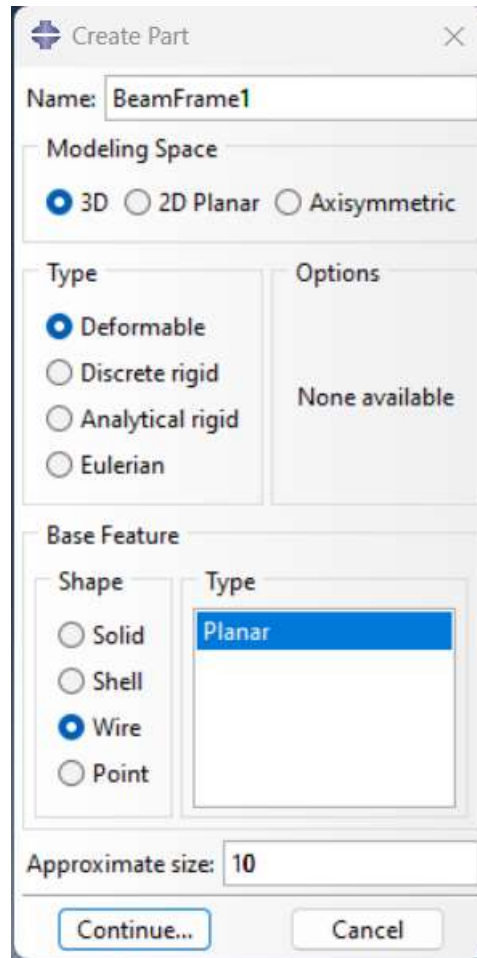 Create Part
Name: BeamFrame1
Modeling Space
3D 2D Planar Axisymmetric
Type
Deformable
Discrete rigid
Analytical rigid
Eulerian
Options
None available
Base Feature
Shape
Solid
Shell
Wire
Point
Type
Planar
Approximate size: 10
Continue... Cancel